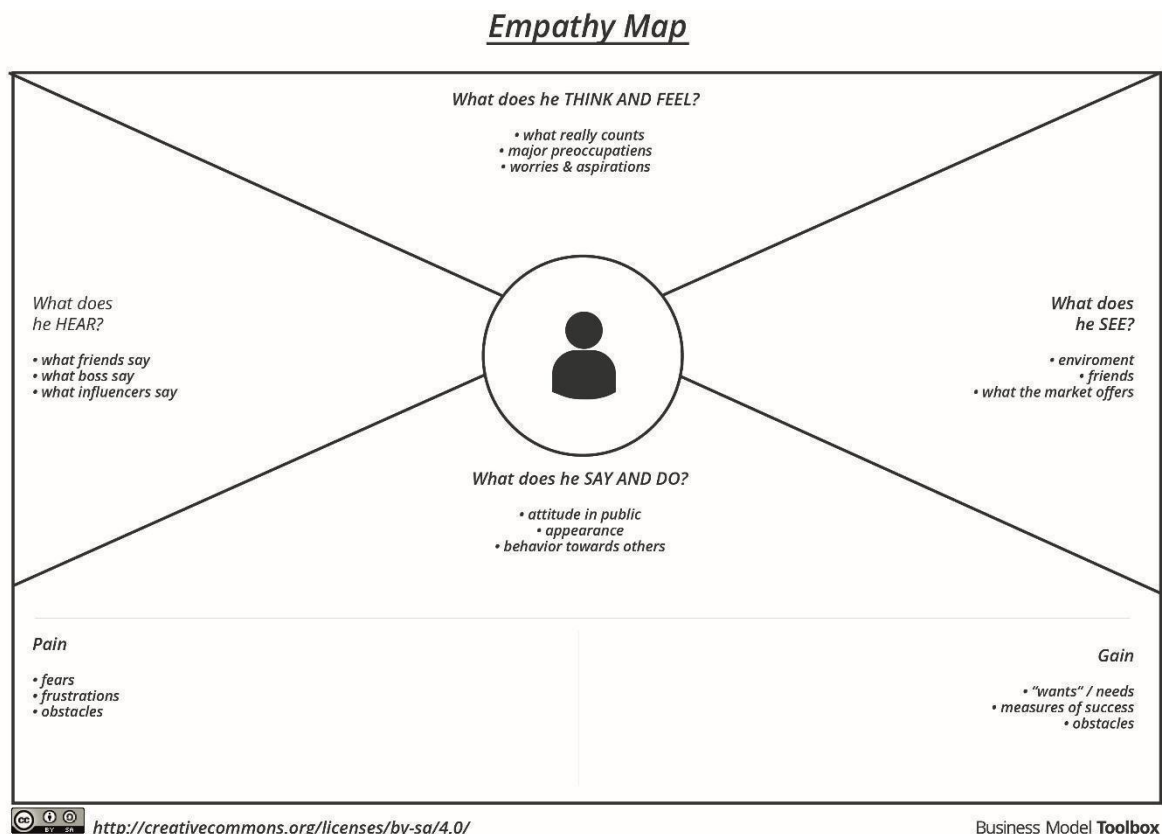 Empathy Map
What does he THINK AND FEEL?
• what really counts
• major preoccupatiens
• worries & aspirations
What does
he HEAR?
• what friends say
• what boss say
• what influencers say
What does
he SEE?
• enviroment
• friends
• what the market offers
What does he SAY AND DO?
• attitude in public
• appearance
• behavior towards others
Pain
• fears
• frustrations
• obstacles
Gain
• “wants” / needs
• measures of success
• obstacles
cc BY SA
http://creativecommons.org/licenses/by-sa/4.0/
Business Model Toolbox